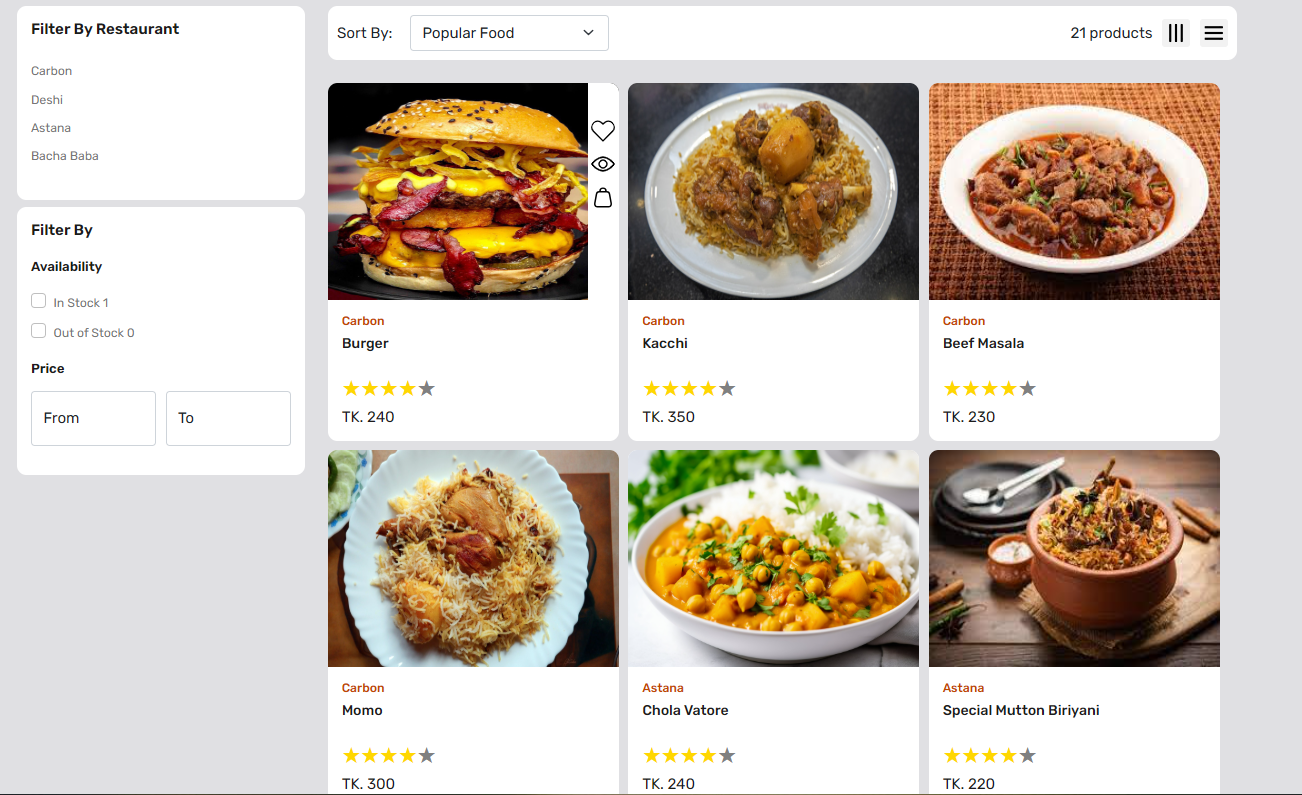 Filter By Restaurant
Carbon
Deshi
Astana
Bacha Baba
Filter By
Availability
In Stock 1
Out of Stock 0
Price
From To
Sort By: Popular Food 21 products
Carbon
Burger
TK. 240
Carbon
Kacchi
TK. 350
Carbon
Beef Masala
TK. 230
Carbon
Momo
TK. 300
Astana
Chola Vatore
TK. 240
Astana
Special Mutton Biriyani
TK. 220